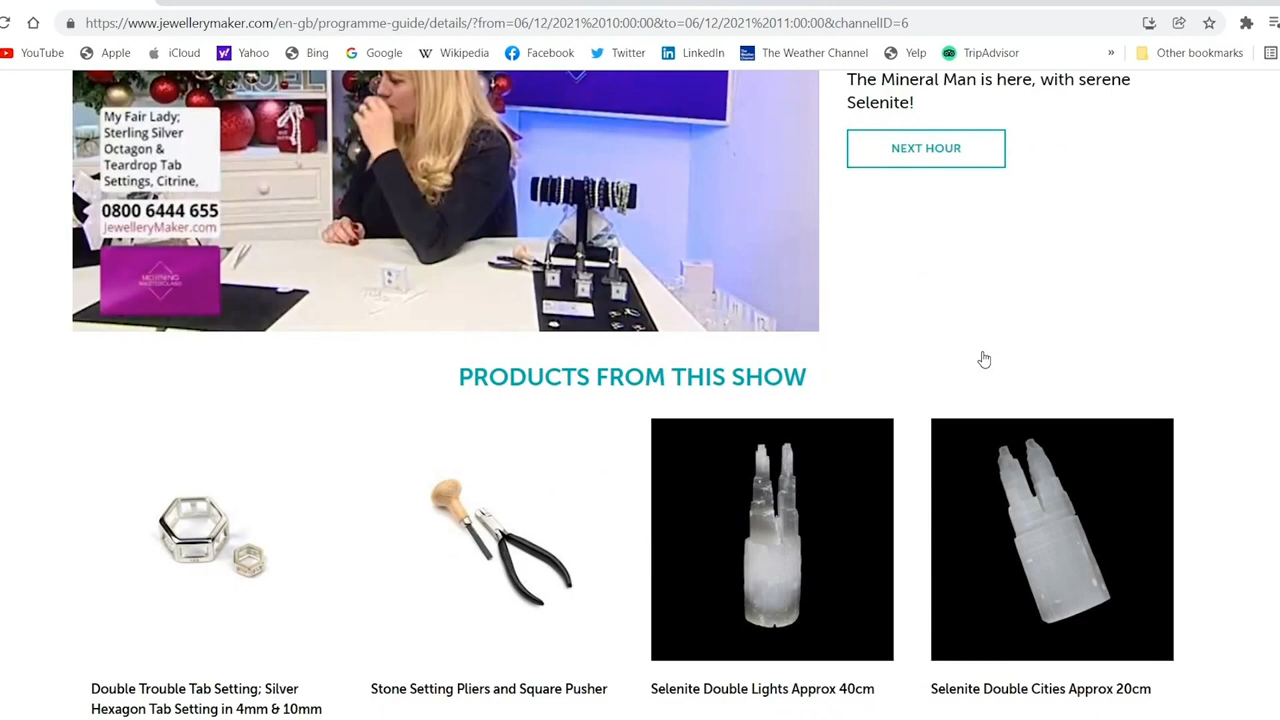 https://www.jewellerymaker.com/en-gb/programme-guide/details/?from=06/12/2021%2010:00:00&to=06/12/2021%2011:00:00&channelID=6
YouTube Apple iCloud Yahoo Bing Google Wikipedia Facebook Twitter LinkedIn The Weather Channel Yelp TripAdvisor » Other bookmarks
My Fair Lady;
Sterling Silver
Octagon &
Teardrop Tab
Settings, Citrine,
0800 6444 655
JewelleryMaker.com
MORNING
MASTERCLASS
The Mineral Man is here, with serene
Selenite!
NEXT HOUR
PRODUCTS FROM THIS SHOW
Double Trouble Tab Setting; Silver
Hexagon Tab Setting in 4mm & 10mm
Stone Setting Pliers and Square Pusher
Selenite Double Lights Approx 40cm
Selenite Double Cities Approx 20cm